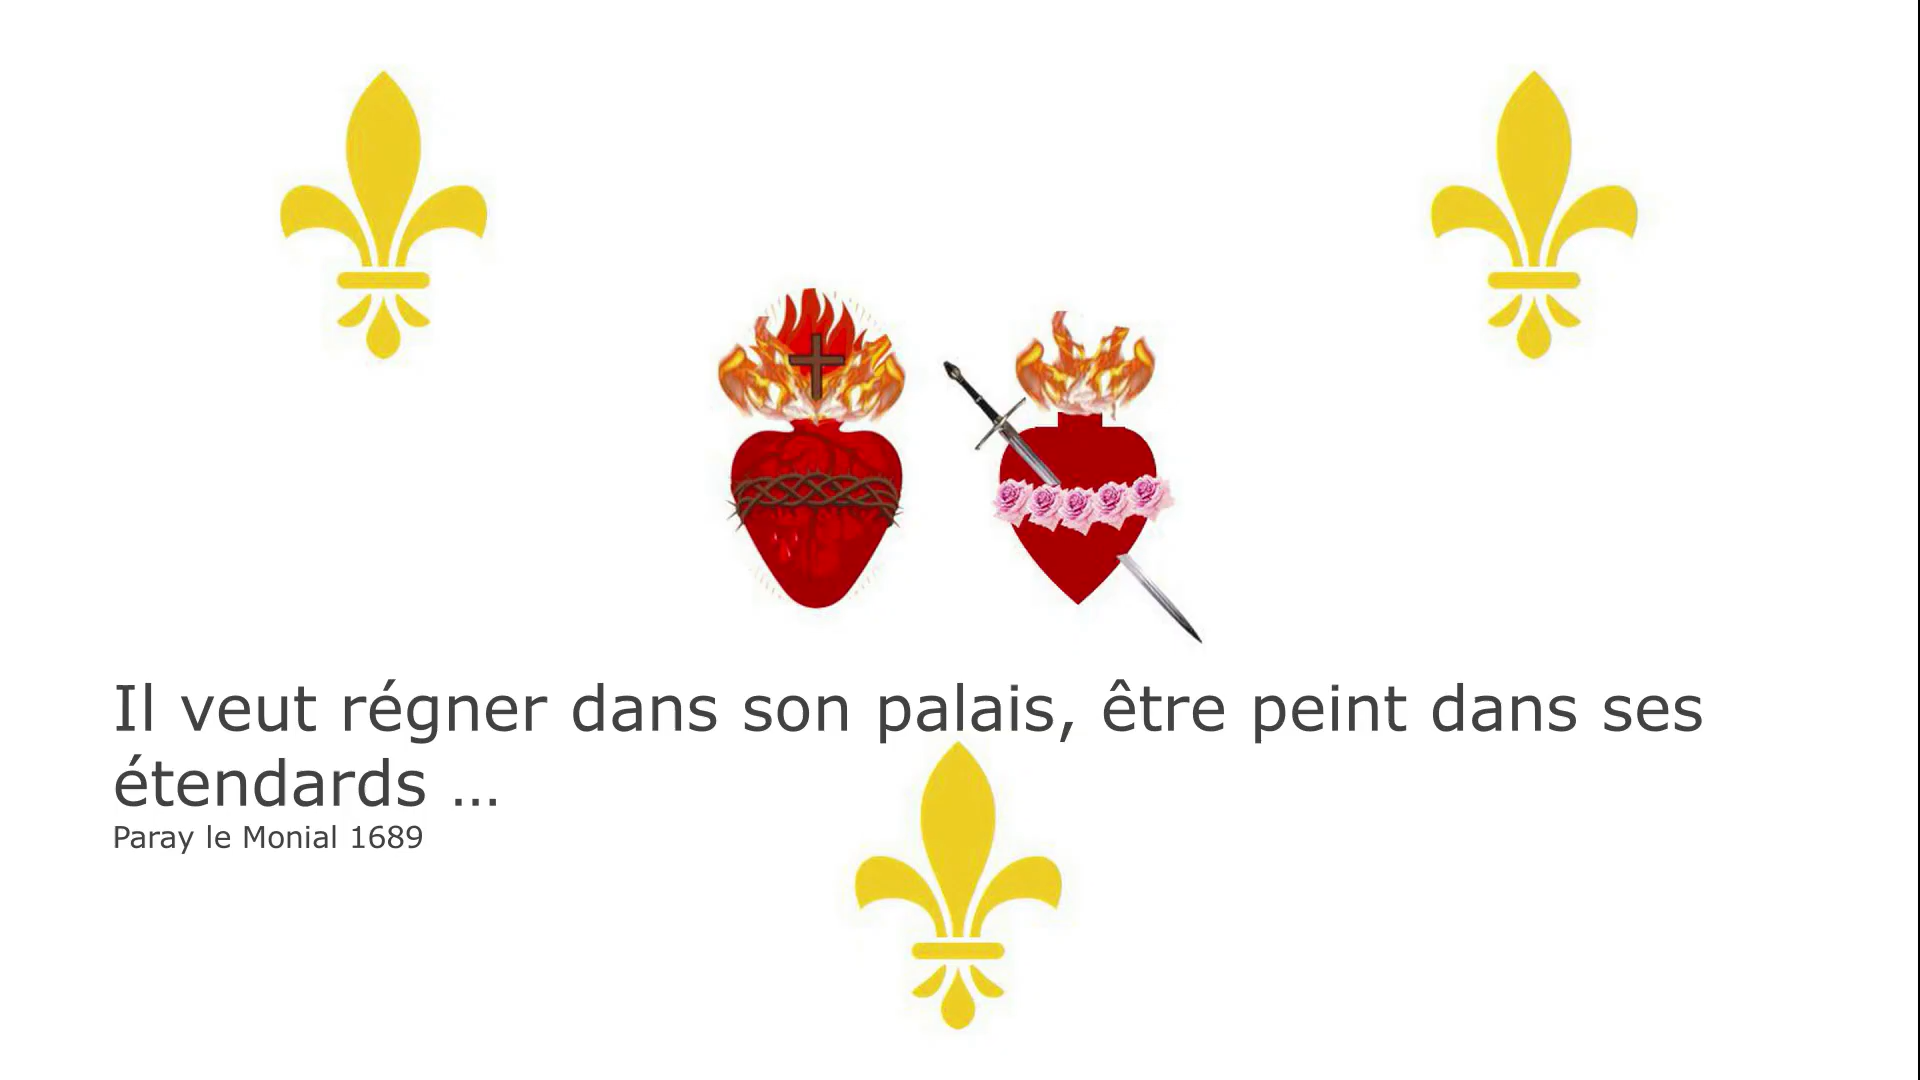 Il veut régner dans son palais, être peint dans ses
étendards …
Paray le Monial 1689